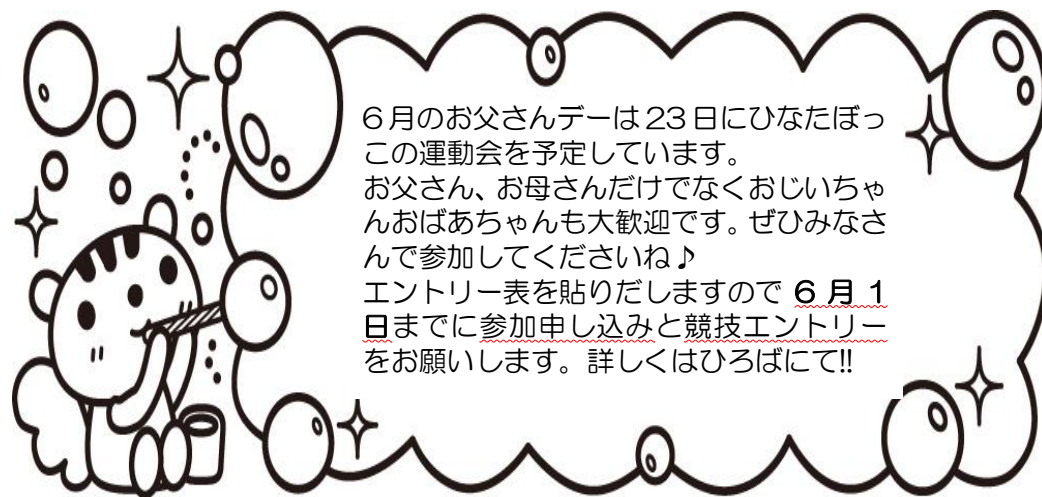 6月のお父さんデーは23日にひなたぼっ
この運動会を予定しています。
お父さん、お母さんだけでなくおじいちゃ
んおばあちゃんも大歓迎です。ぜひみなさ
んで参加してくださいね♪
エントリー表を貼りだしますので 6月1
日までに参加申し込みと競技エントリー
をお願いします。詳しくはひろばにて!!